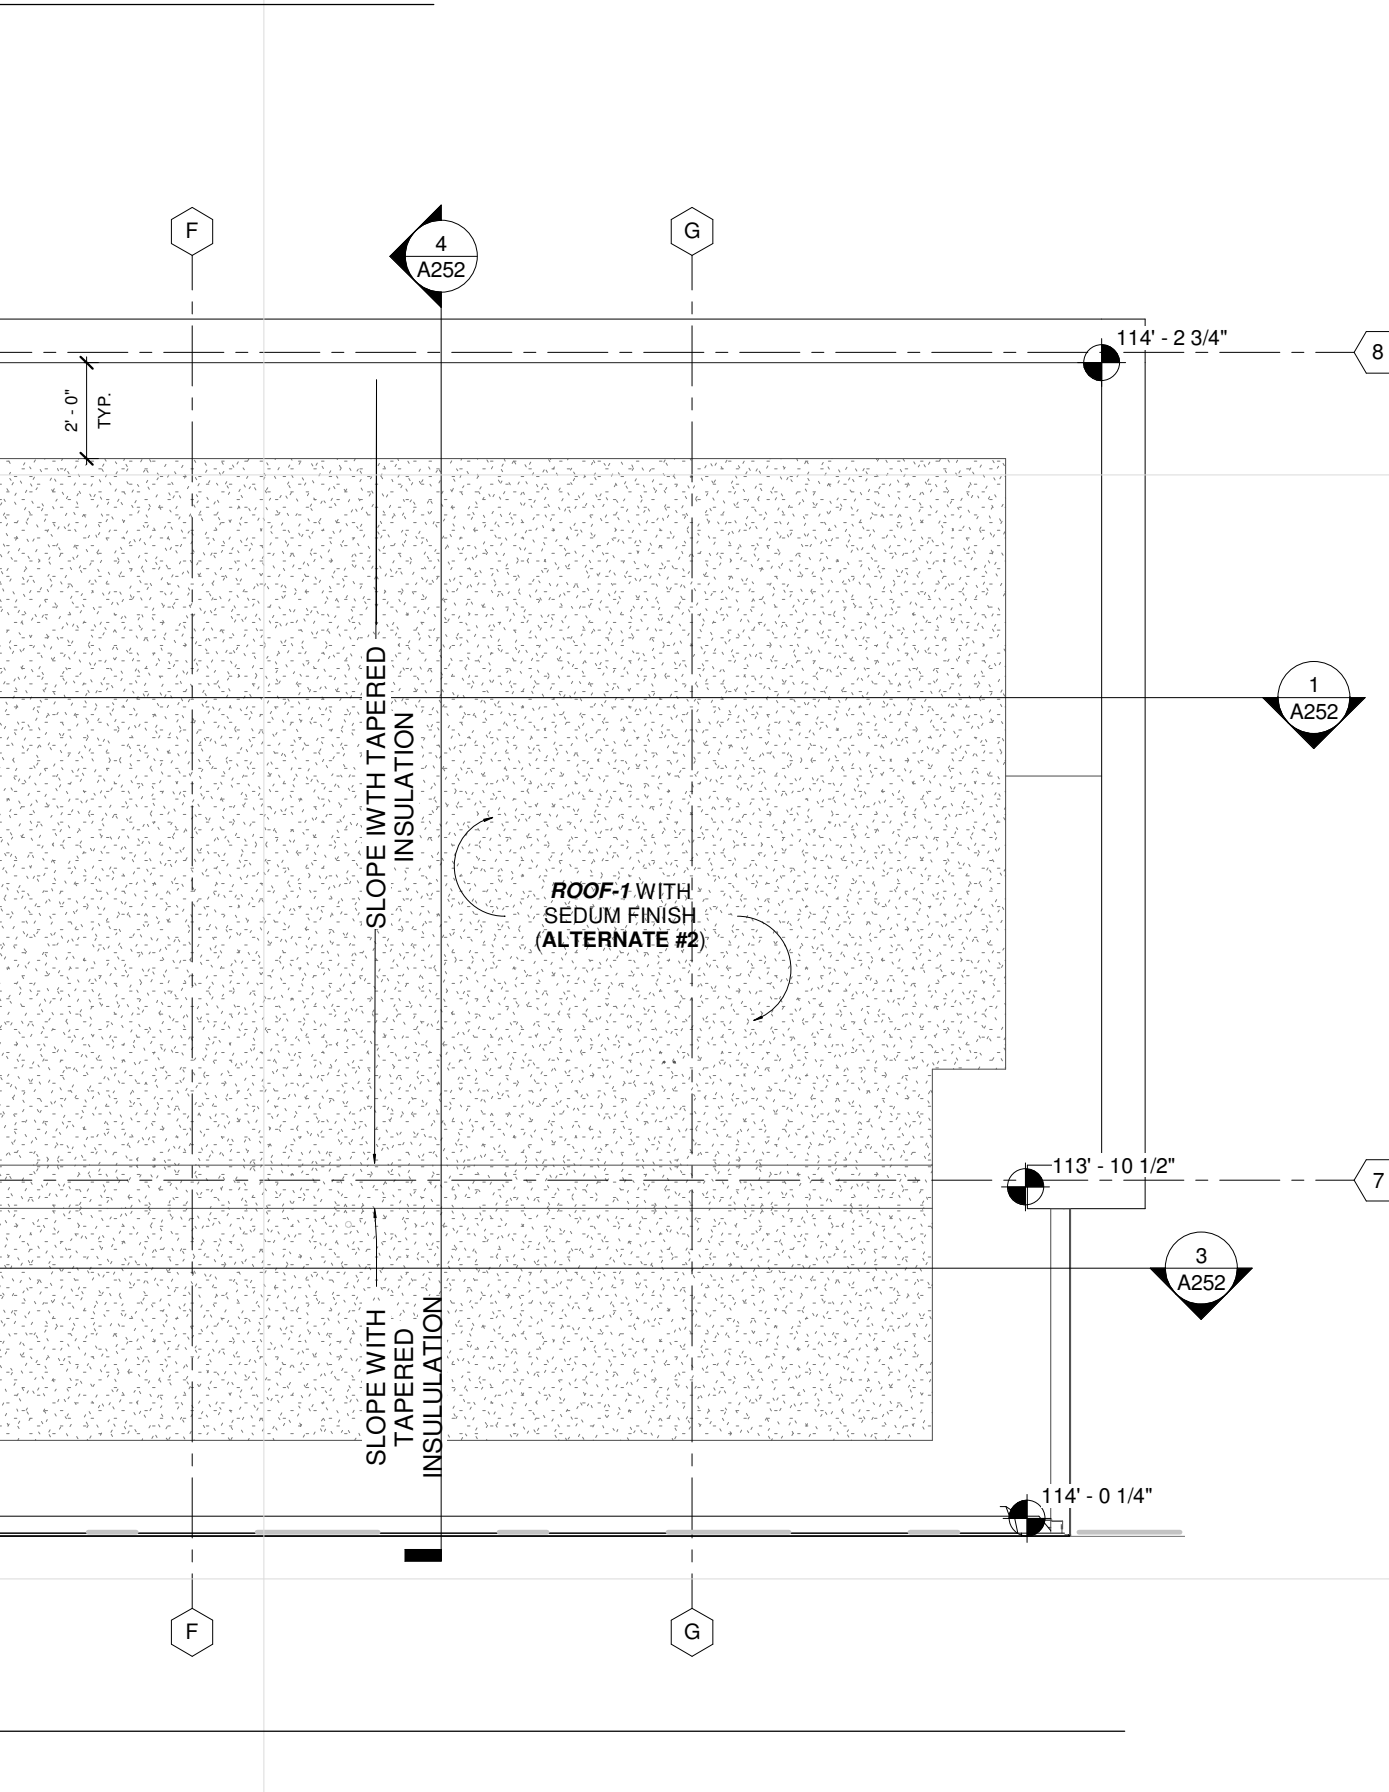 F
4
A252
G
114' - 2 3/4"
8
2' - 0"
TYP.
1
A252
SLOPE IWTH TAPERED
INSULATION
ROOF-1 WITH
SEDUM FINISH
(ALTERNATE #2)
113' - 10 1/2"
7
3
A252
SLOPE WITH
TAPERED
INSULULATION
114' - 0 1/4"
F
G